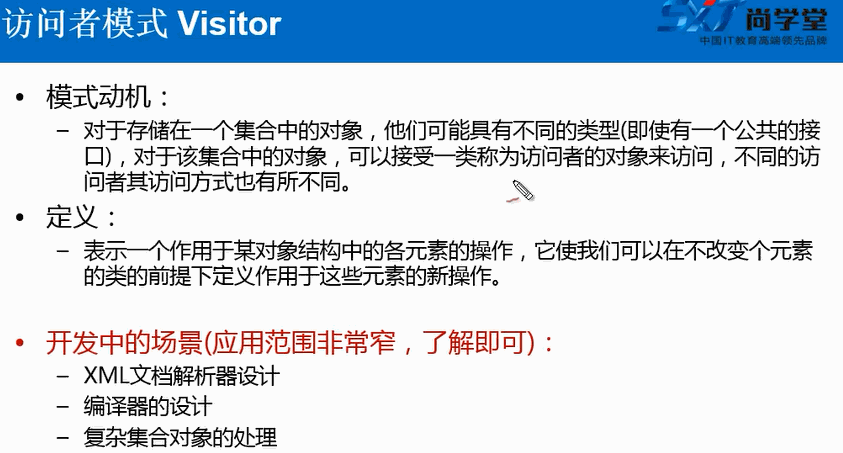 访问者模式 Visitor
SXT 尚学堂
中国IT教育高端领先品牌
• 模式动机：
– 对于存储在一个集合中的对象，他们可能具有不同的类型(即使有一个公共的接
口)，对于该集合中的对象，可以接受一类称为访问者的对象来访问，不同的访
问者其访问方式也有所不同。
• 定义：
– 表示一个作用于某对象结构中的各元素的操作，它使我们可以在不改变个元素
的类的前提下定义作用于这些元素的新操作。
• 开发中的场景(应用范围非常窄，了解即可)：
– XML文档解析器设计
– 编译器的设计
– 复杂集合对象的处理